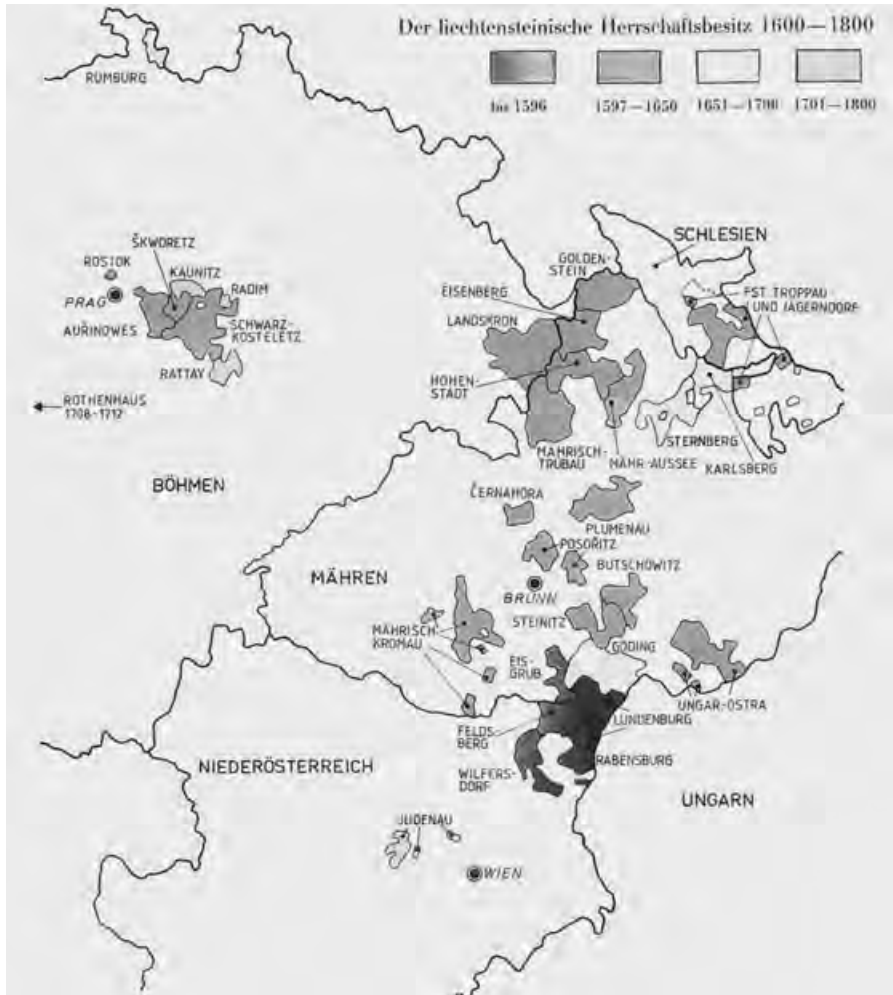 Der liechtensteinische Herrschaftsbesitz 1600—1800
bis 1596
1597—1650
1651—1700
1701—1800
RUMBURG
ŠKWORETZ
ROSTOK
KAUNITZ
RADIM
PRAG
AUŘINOWES
SCHWARZ-
KOSTELETZ
RATTAY
ROTHENHAUS
1708-1712
BÖHMEN
GOLDEN-
STEIN
SCHLESIEN
EISENBERG
LANDSKRON
FST. TROPPAU
UND JÄGERNDORF
HOHEN-
STADT
MÄHRISCH-
TRÜBAU
MÄHR-AUSSEE
STERNBERG
KARLSBERG
ČERNAHORA
PLUMENAU
POSOŘITZ
BUTSCHOWITZ
MÄHREN
BRÜNN
STEINITZ
MÄHRISCH
KROMAU
GÖDING
EIS-
GRUB
UNGAR-OSTRA
LUNDENBURG
FELDS
BERG
RABENSBURG
WILFERS-
DORF
NIEDERÖSTERREICH
UNGARN
JUDENAU
WIEN